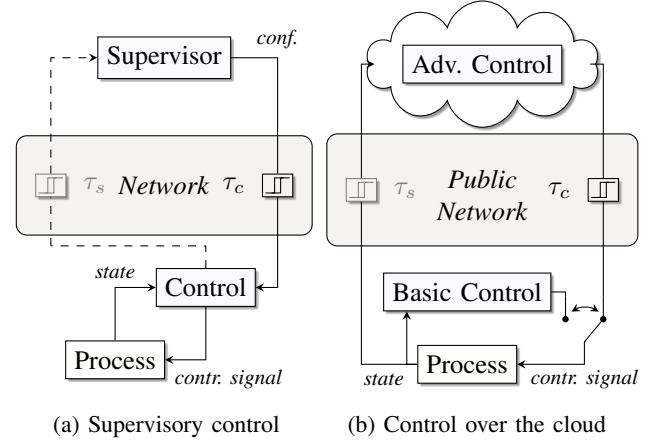 Supervisor
conf.
τs Network τc
state
Control
Process
contr. signal
(a) Supervisory control
Adv. Control
τs Public Network τc
Basic Control
Process
state
contr. signal
(b) Control over the cloud